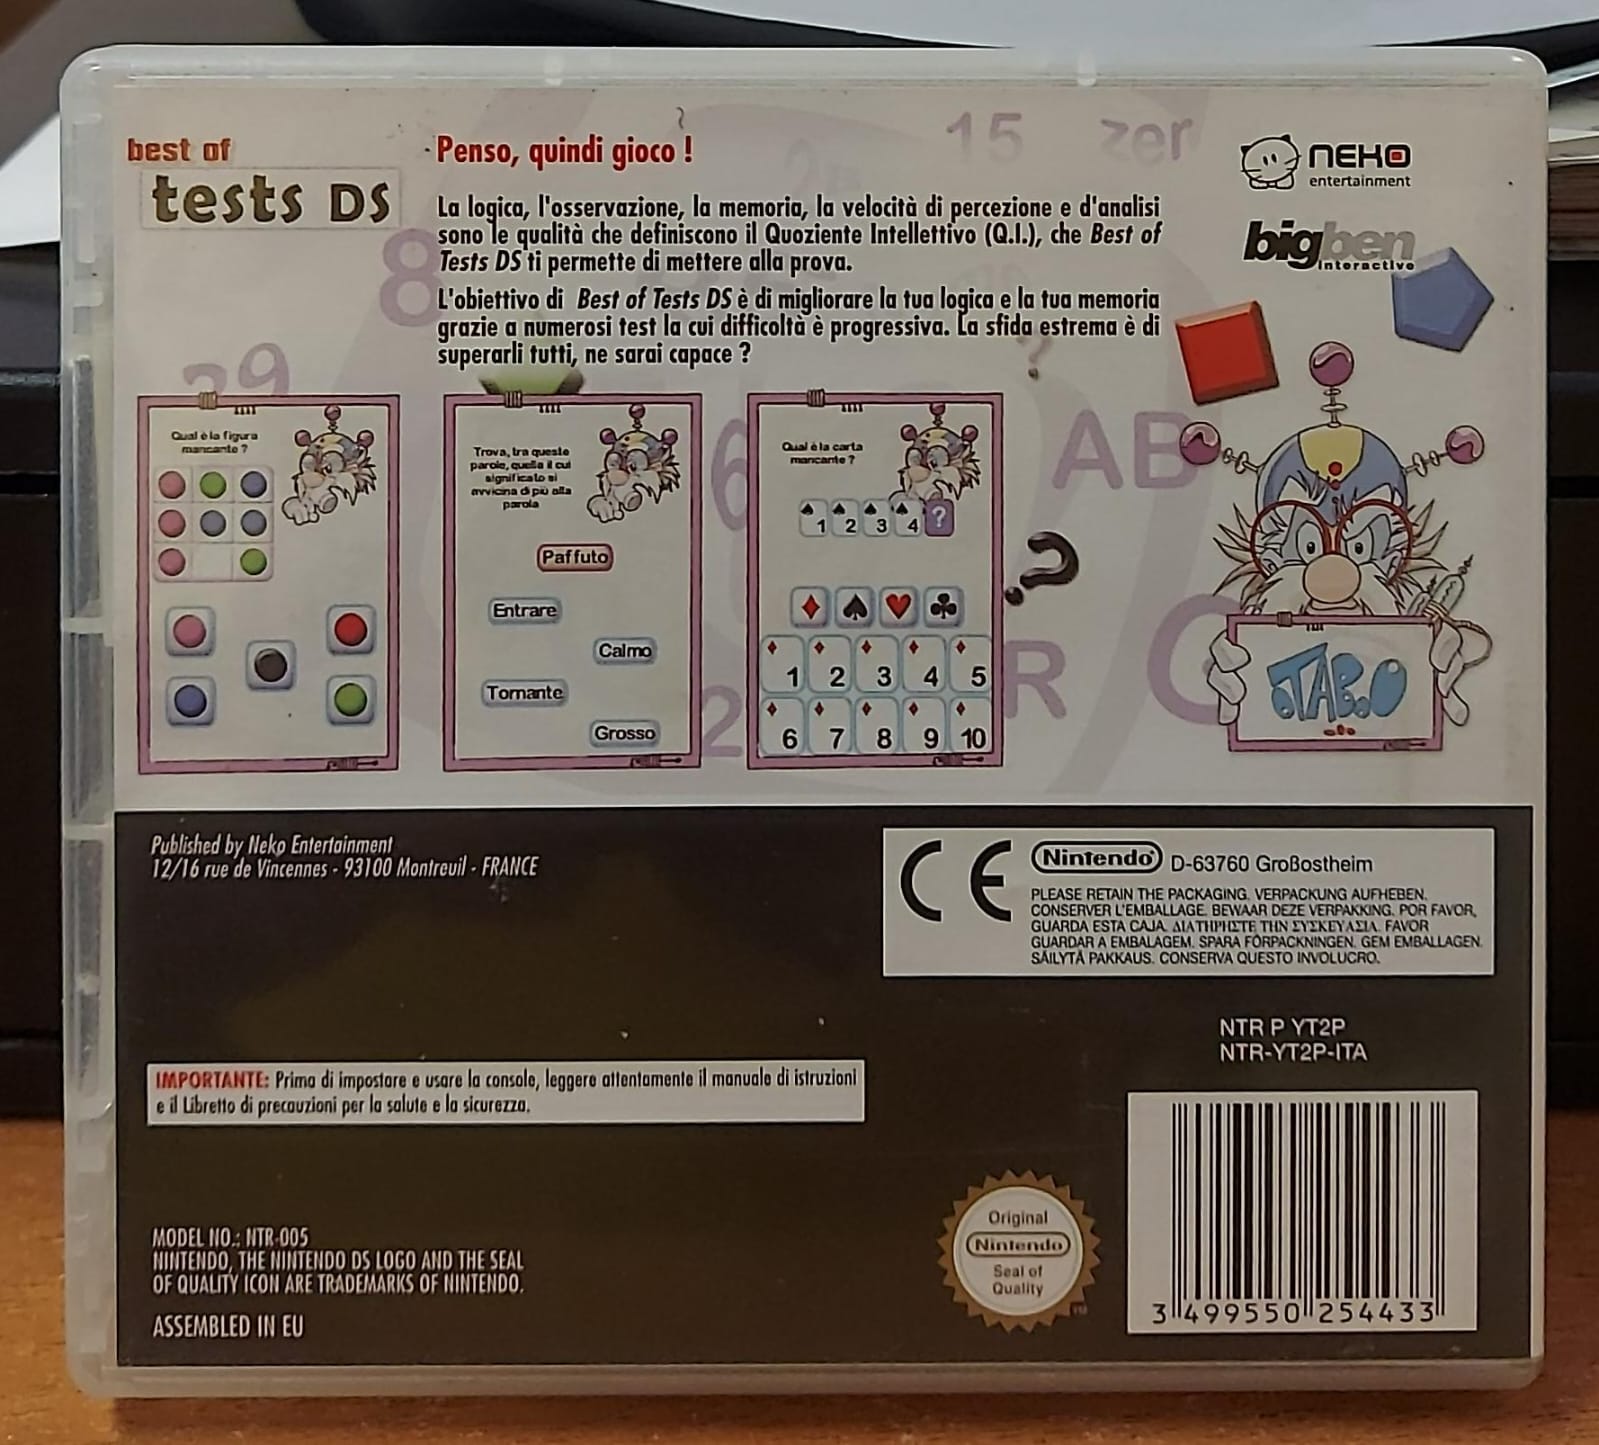 best of
tests DS
Penso, quindi gioco !
La logica, l'osservazione, la memoria, la velocità di percezione e d'analisi
sono le qualità che definiscono il Quoziente Intellettivo (Q.I.), che Best of
Tests DS ti permette di mettere alla prova.
L'obiettivo di Best of Tests DS è di migliorare la tua logica e la tua memoria
grazie a numerosi test la cui difficoltà è progressiva. La sfida estrema è di
superarli tutti, ne sarai capace ?
15 zer
8
29
6
AB
R
2
?
neko
entertainment
bigben
interactive
Qual è la figura
mancante ?
Trova, tra queste
parole, quella il cui
significato si
avvicina di più alla
parola
Paffuto
Entrare
Calmo
Tornante
Grosso
Qual è la carta
mancante ?
1 2 3 4 ?
1 2 3 4 5
6 7 8 9 10
TABO
Published by Neko Entertainment
12/16 rue de Vincennes - 93100 Montreuil - FRANCE
CE
Nintendo D-63760 Großostheim
PLEASE RETAIN THE PACKAGING. VERPACKUNG AUFHEBEN.
CONSERVER L'EMBALLAGE. BEWAAR DEZE VERPAKKING. POR FAVOR,
GUARDA ESTA CAJA. ΔΙΑΤΗΡΗΣΤΕ ΤΗΝ ΣΥΣΚΕΥΑΣΙΑ. FAVOR
GUARDAR A EMBALAGEM. SPARA FÖRPACKNINGEN. GEM EMBALLAGEN.
SÄILYTÄ PAKKAUS. CONSERVA QUESTO INVOLUCRO.
NTR P YT2P
NTR-YT2P-ITA
IMPORTANTE: Prima di impostare e usare la console, leggere attentamente il manuale di istruzioni
e il Libretto di precauzioni per la salute e la sicurezza.
MODEL NO.: NTR-005
NINTENDO, THE NINTENDO DS LOGO AND THE SEAL
OF QUALITY ICON ARE TRADEMARKS OF NINTENDO.
ASSEMBLED IN EU
Original
Nintendo
Seal of
Quality
TM
3 499550 254433